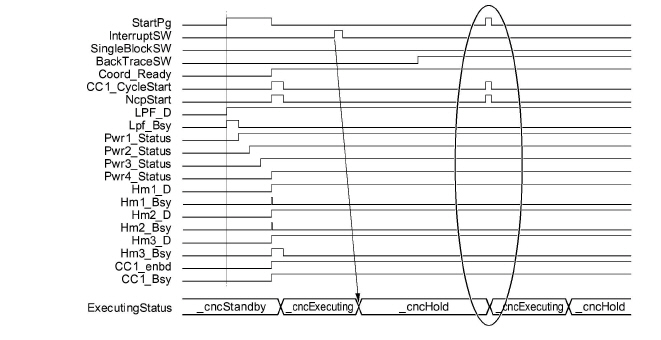 StartPg
InterruptSW
SingleBlockSW
BackTraceSW
Coord_Ready
CC1_CycleStart
NcpStart
LPF_D
Lpf_Bsy
Pwr1_Status
Pwr2_Status
Pwr3_Status
Pwr4_Status
Hm1_D
Hm1_Bsy
Hm2_D
Hm2_Bsy
Hm3_D
Hm3_Bsy
CC1_enbd
CC1_Bsy
ExecutingStatus _cncStandby _cncExecuting _cncHold _cncExecuting _cncHold